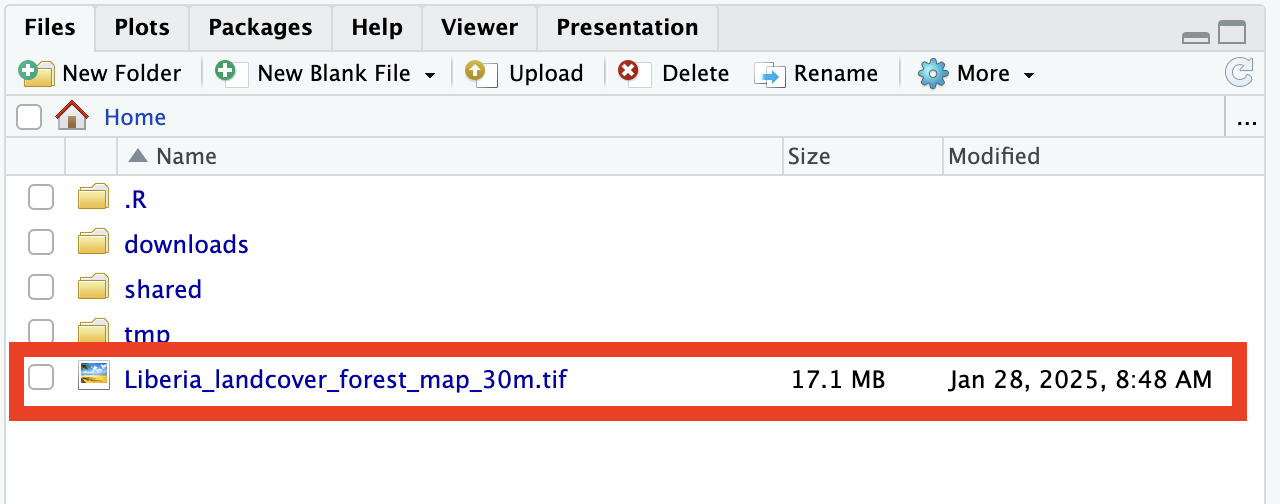 Files Plots Packages Help Viewer Presentation
New Folder New Blank File Upload Delete Rename More
Home ...
Name Size Modified
.R
downloads
shared
tmp
Liberia_landcover_forest_map_30m.tif 17.1 MB Jan 28, 2025, 8:48 AM